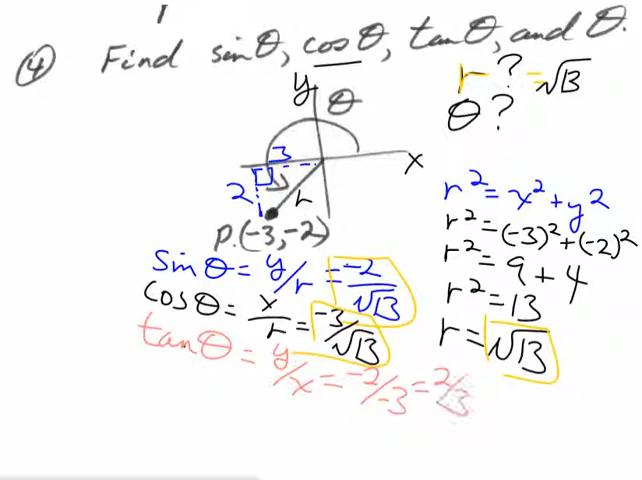 ④ Find sinθ, cosθ, tanθ, and θ.
r ? = √13
θ ?
y
θ
x
3
2
r
P.(-3,-2)
r² = x² + y²
r² = (-3)² + (-2)²
r² = 9 + 4
r² = 13
r = √13
sinθ = y/r = -2/√13
cosθ = x/r = -3/√13
tanθ = y/x = -2/-3 = 2/3